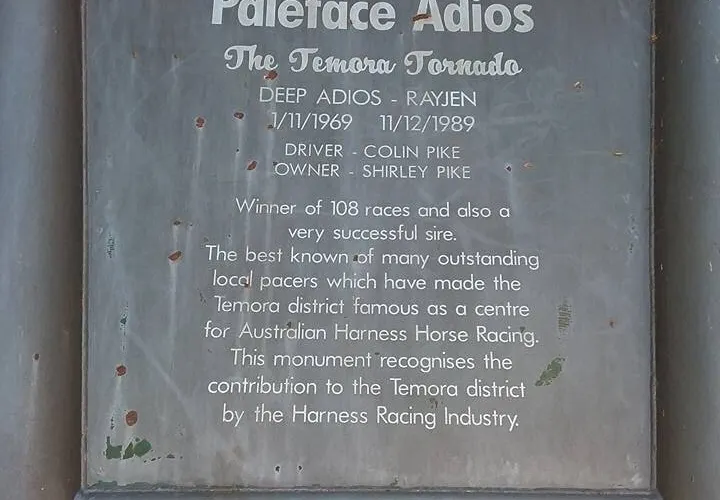 Paleface Adios
The Temora Tornado
DEEP ADIOS - RAYJEN
1/11/1969 11/12/1989
DRIVER - COLIN PIKE
OWNER - SHIRLEY PIKE
Winner of 108 races and also a
very successful sire.
The best known of many outstanding
local pacers which have made the
Temora district famous as a centre
for Australian Harness Horse Racing.
This monument recognises the
contribution to the Temora district
by the Harness Racing Industry.